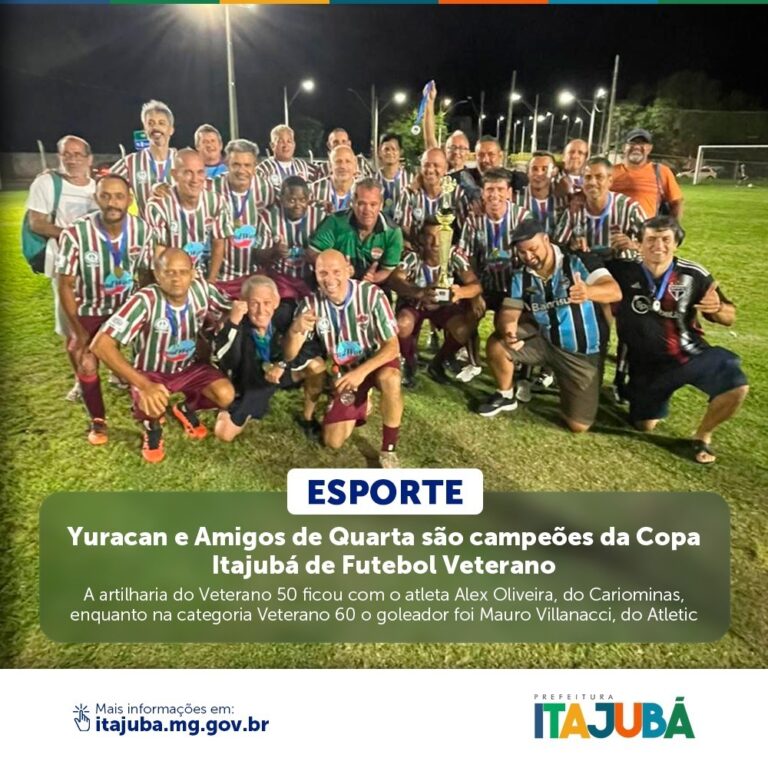 Banrisul
ESPORTE
Yuracan e Amigos de Quarta são campeões da Copa
Itajubá de Futebol Veterano
A artilharia do Veterano 50 ficou com o atleta Alex Oliveira, do Cariominas,
enquanto na categoria Veterano 60 o goleador foi Mauro Villanacci, do Atletic
Mais informações em:
itajuba.mg.gov.br
PREFEITURA
ITAJUBÁ